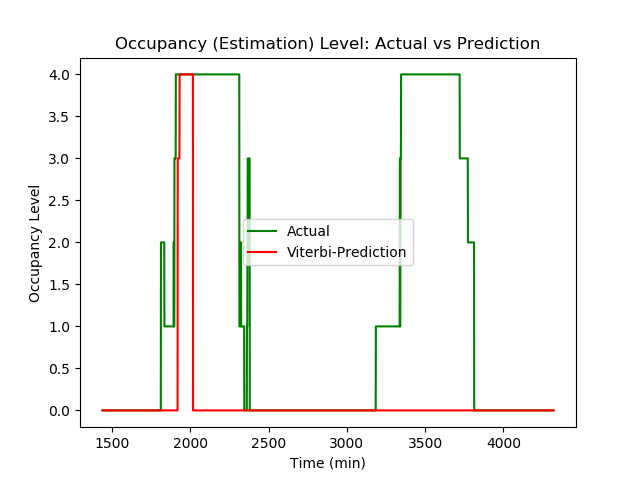 Occupancy (Estimation) Level: Actual vs Prediction
4.0
3.5
3.0
2.5
2.0
1.5
1.0
0.5
0.0
Occupancy Level
Actual
Viterbi-Prediction
1500 2000 2500 3000 3500 4000
Time (min)